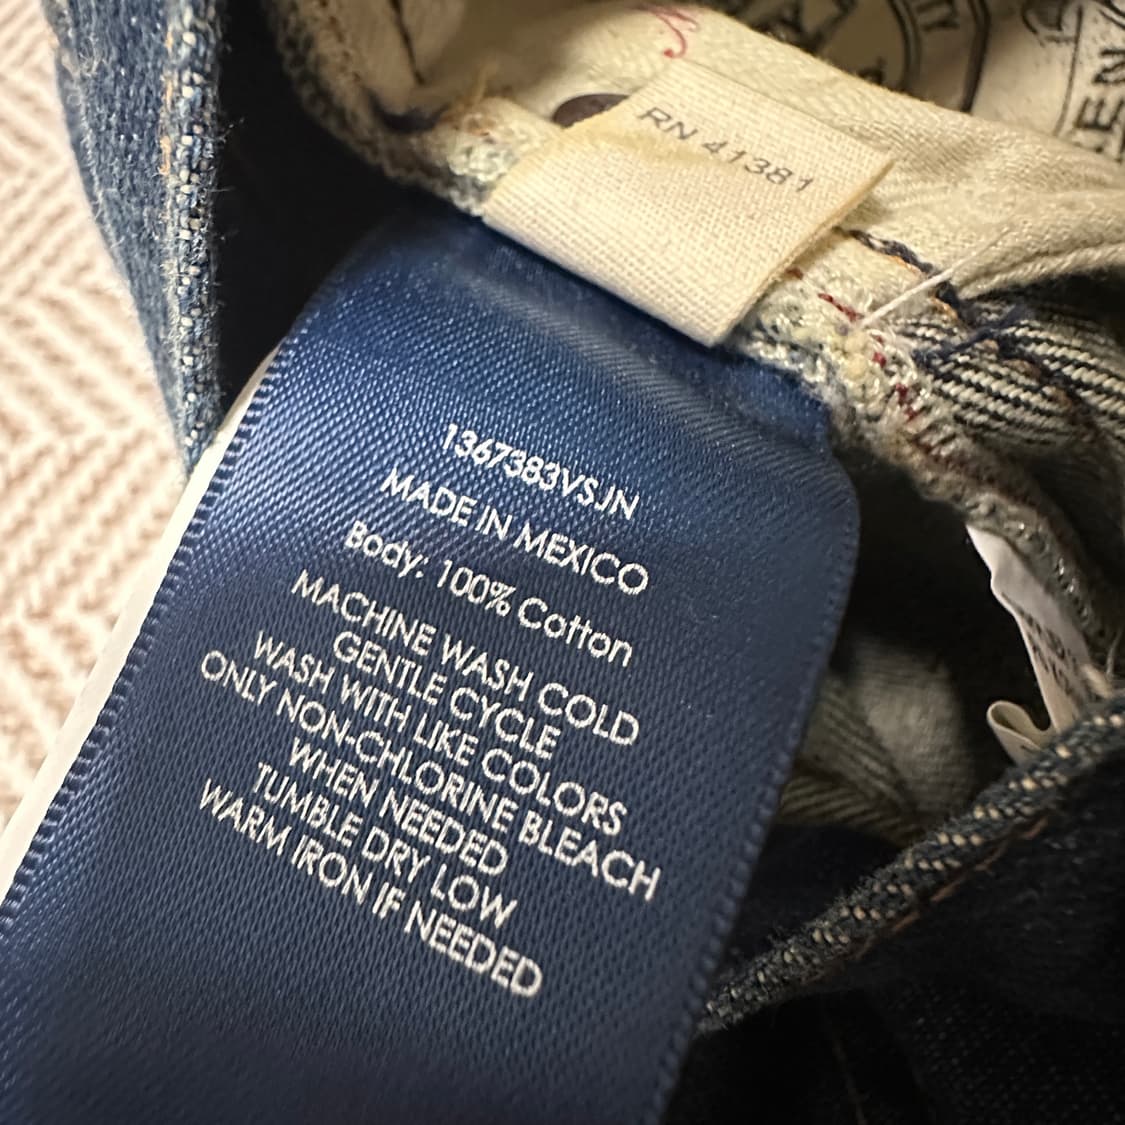 RN 41381
1367383VSJN
MADE IN MEXICO
Body: 100% Cotton
MACHINE WASH COLD
GENTLE CYCLE
WASH WITH LIKE COLORS
ONLY NON-CHLORINE BLEACH
WHEN NEEDED
TUMBLE DRY LOW
WARM IRON IF NEEDED